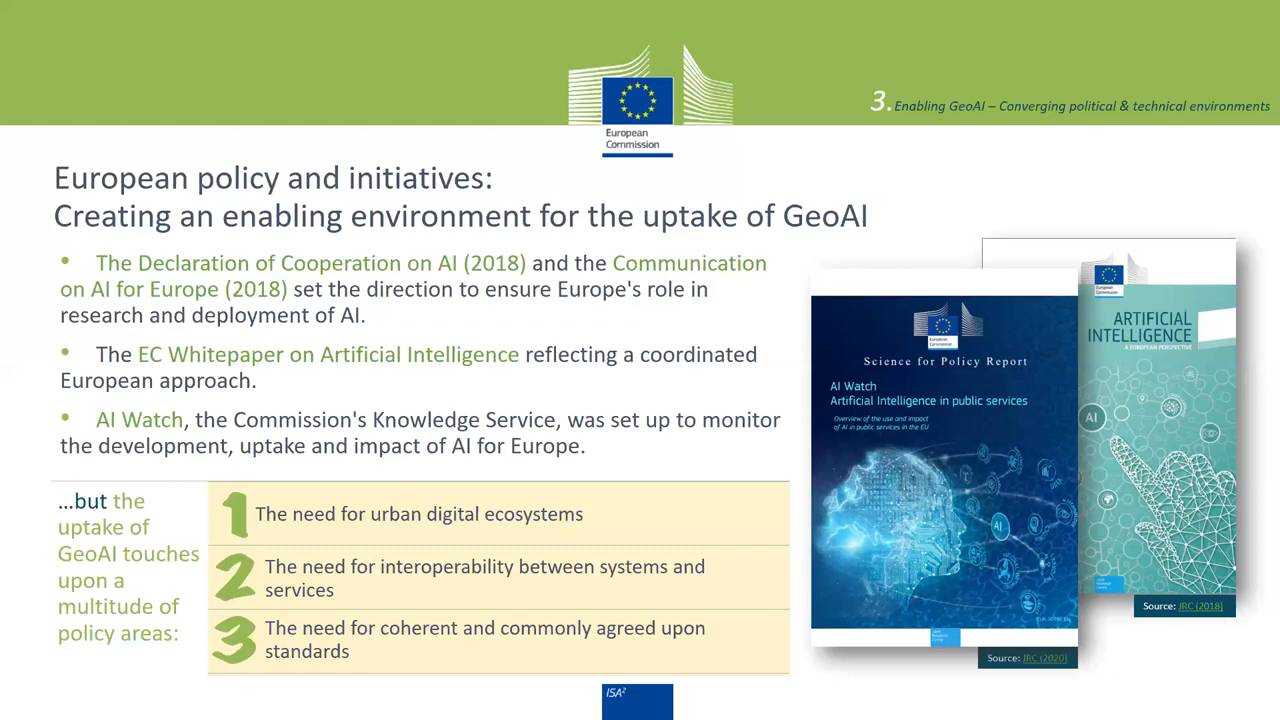 European
Commission
3. Enabling GeoAI – Converging political & technical environments
European policy and initiatives:
Creating an enabling environment for the uptake of GeoAI
• The Declaration of Cooperation on AI (2018) and the Communication
on AI for Europe (2018) set the direction to ensure Europe's role in
research and deployment of AI.
• The EC Whitepaper on Artificial Intelligence reflecting a coordinated
European approach.
• AI Watch, the Commission's Knowledge Service, was set up to monitor
the development, uptake and impact of AI for Europe.
…but the
uptake of
GeoAI touches
upon a
multitude of
policy areas:
1 The need for urban digital ecosystems
2 The need for interoperability between systems and
services
3 The need for coherent and commonly agreed upon
standards
European
Commission
Science for Policy Report
AI Watch
Artificial Intelligence in public services
Overview of the use and impact
of AI in public services in the EU
AI
Source: JRC (2020)
European
Commission
ARTIFICIAL
INTELLIGENCE
A EUROPEAN PERSPECTIVE
AI
Source: JRC (2018)
ISA²